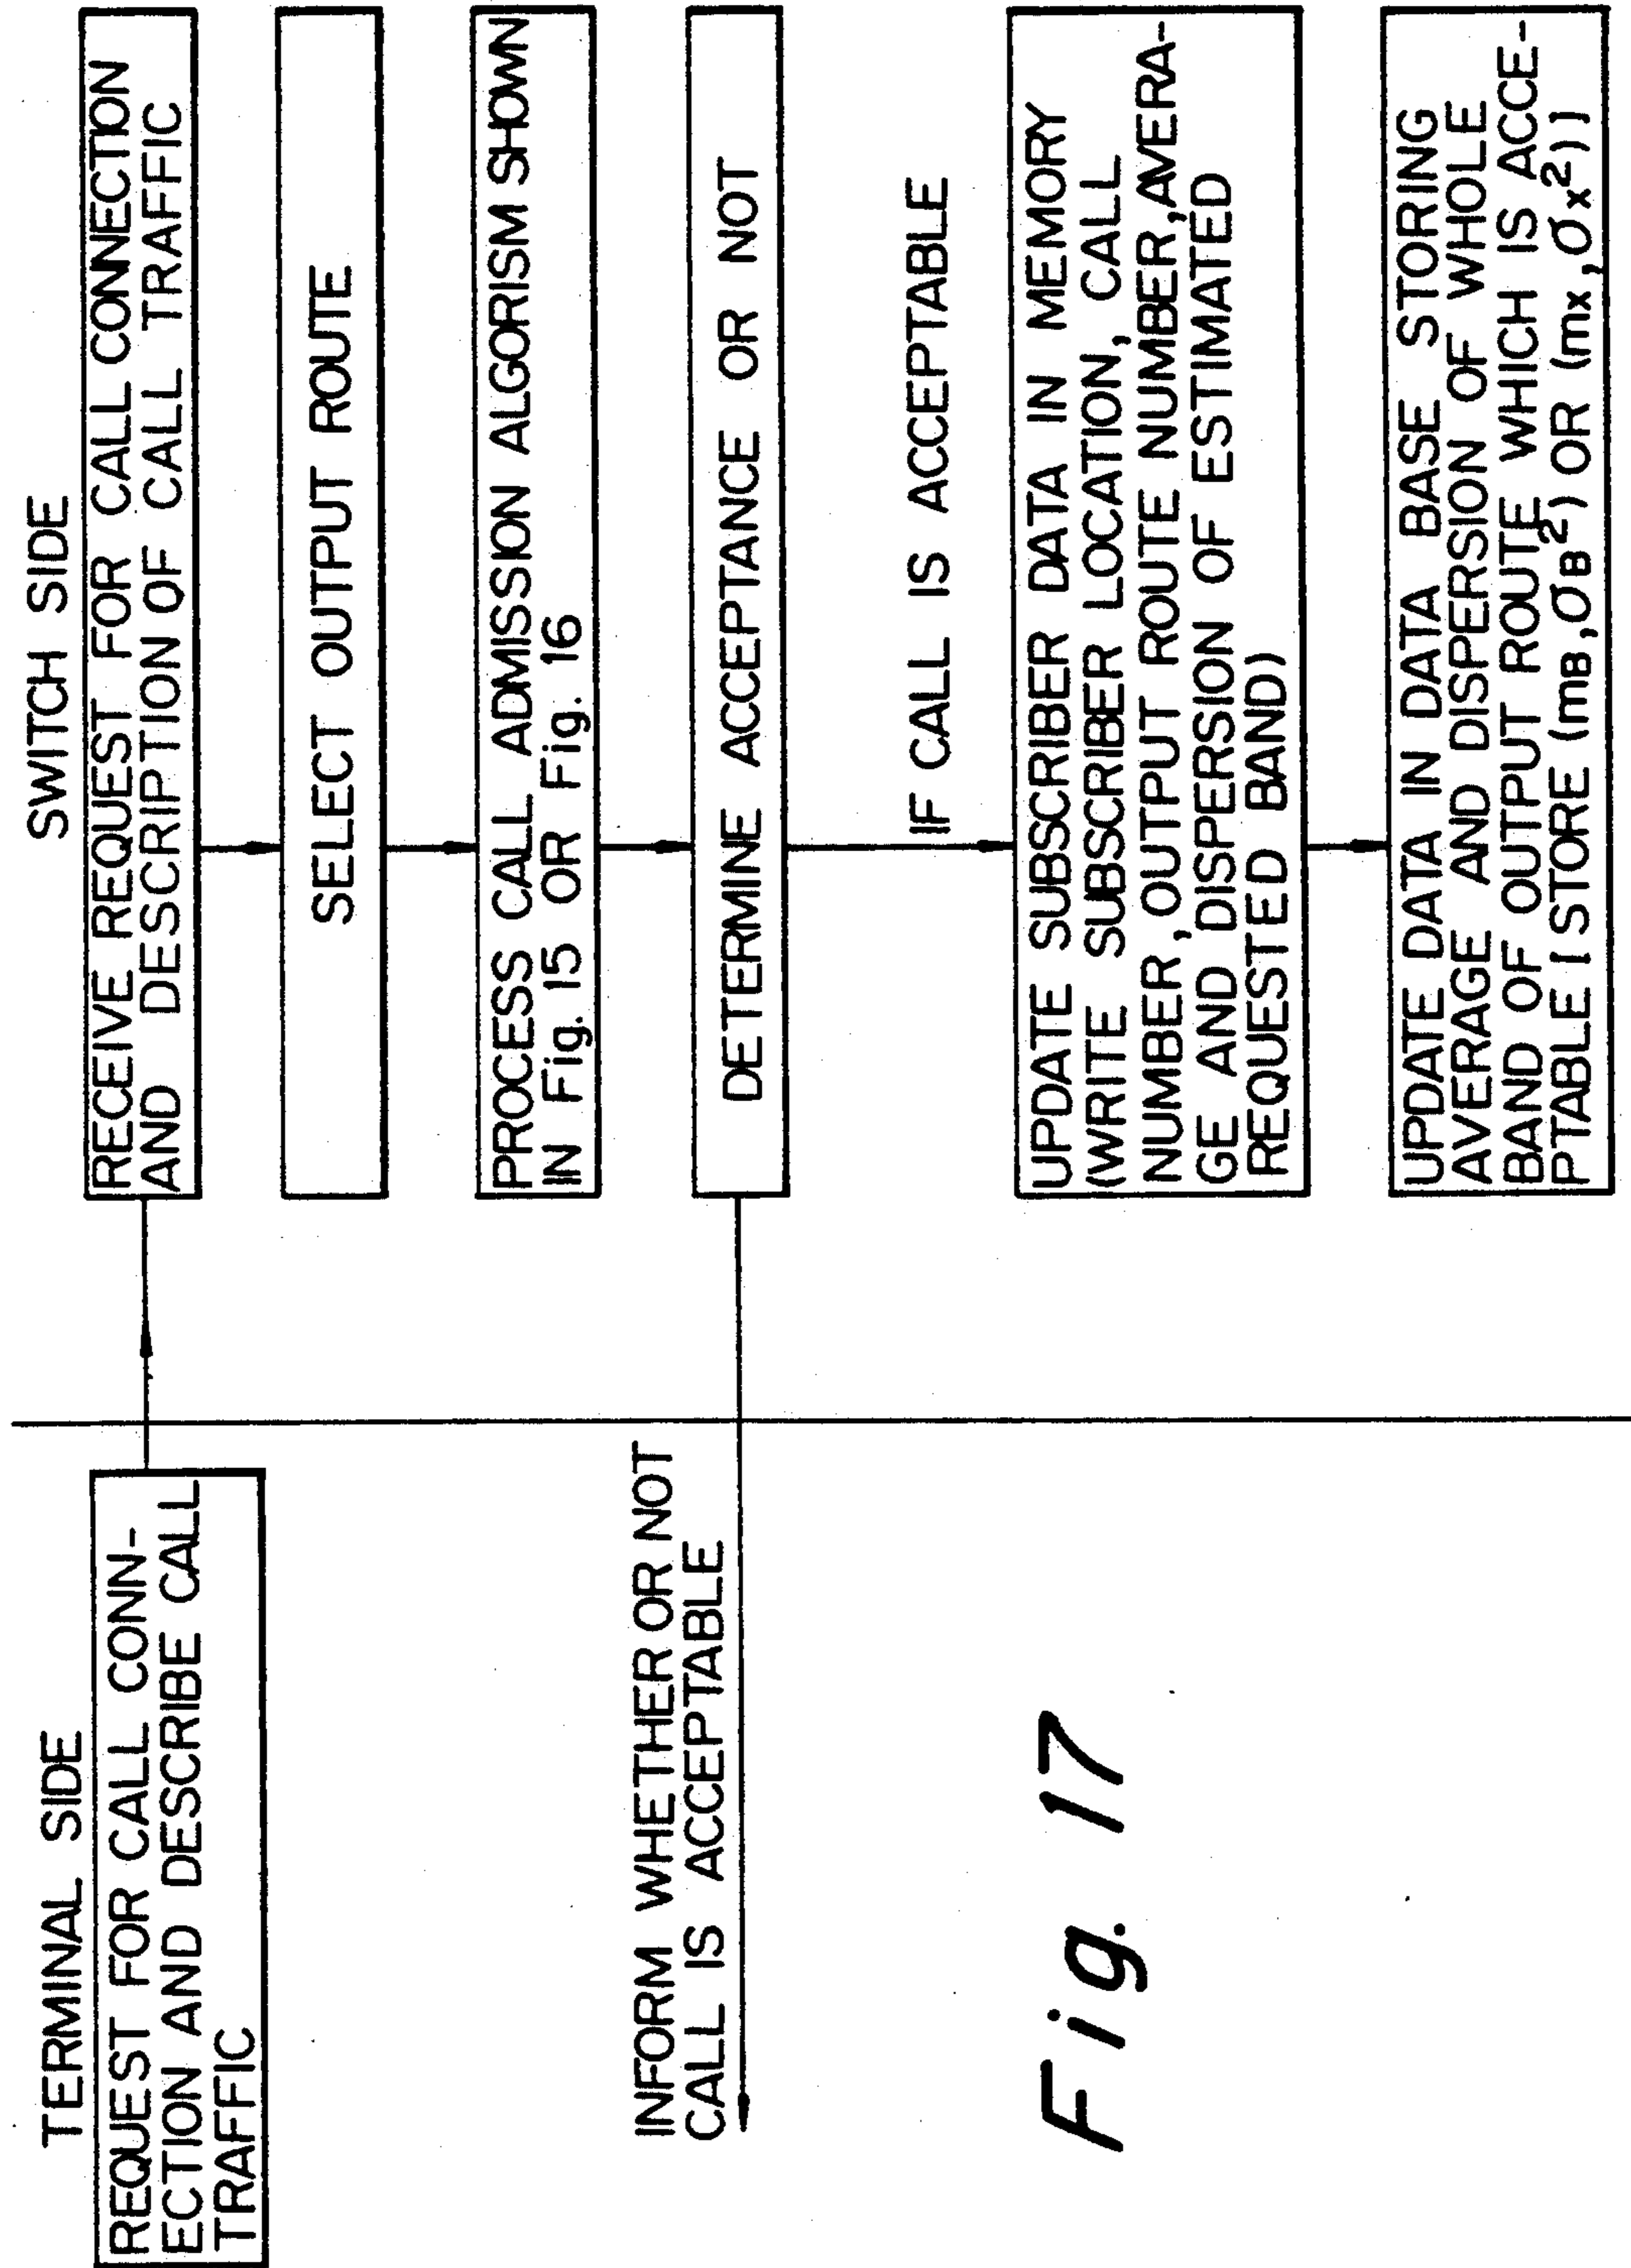 TERMINAL SIDE
REQUEST FOR CALL CONN-
ECTION AND DESCRIBE CALL
TRAFFIC
INFORM WHETHER OR NOT
CALL IS ACCEPTABLE
SWITCH SIDE
RECEIVE REQUEST FOR CALL CONNECTION
AND DESCRIPTION OF CALL TRAFFIC
SELECT OUTPUT ROUTE
PROCESS CALL ADMISSION ALGORISM SHOWN
IN Fig. 15 OR Fig. 16
DETERMINE ACCEPTANCE OR NOT
IF CALL IS ACCEPTABLE
UPDATE SUBSCRIBER DATA IN MEMORY
(WRITE SUBSCRIBER LOCATION, CALL
NUMBER, OUTPUT ROUTE NUMBER, AVERA-
GE AND DISPERSION OF ESTIMATED
REQUESTED BAND)
UPDATE DATA IN DATA BASE STORING
AVERAGE AND DISPERSION OF WHOLE
BAND OF OUTPUT ROUTE WHICH IS ACCE-
PTABLE [STORE (mB, σB²) OR (mx, σx²)]
Fig. 17